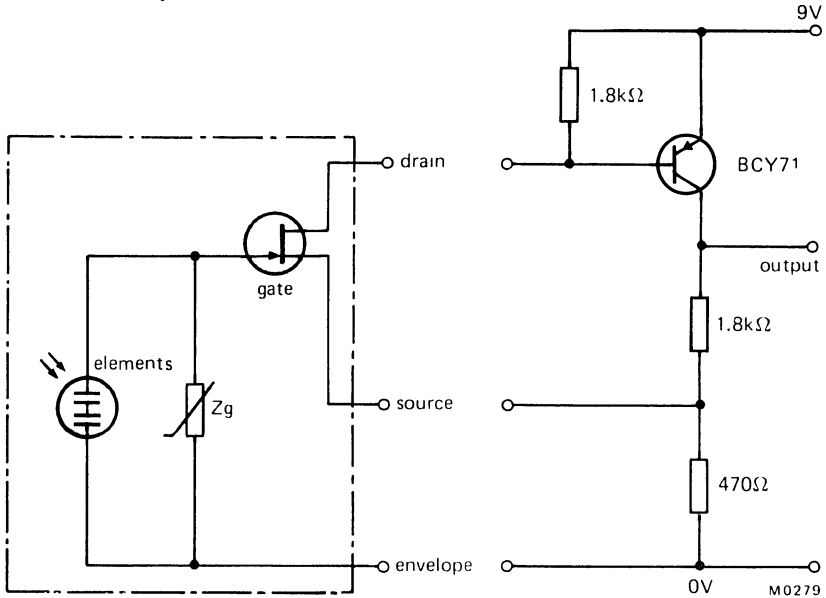 9V
1.8kΩ
drain
BCY71
gate
output
elements
1.8kΩ
Zg
source
470Ω
envelope
0V
M0279